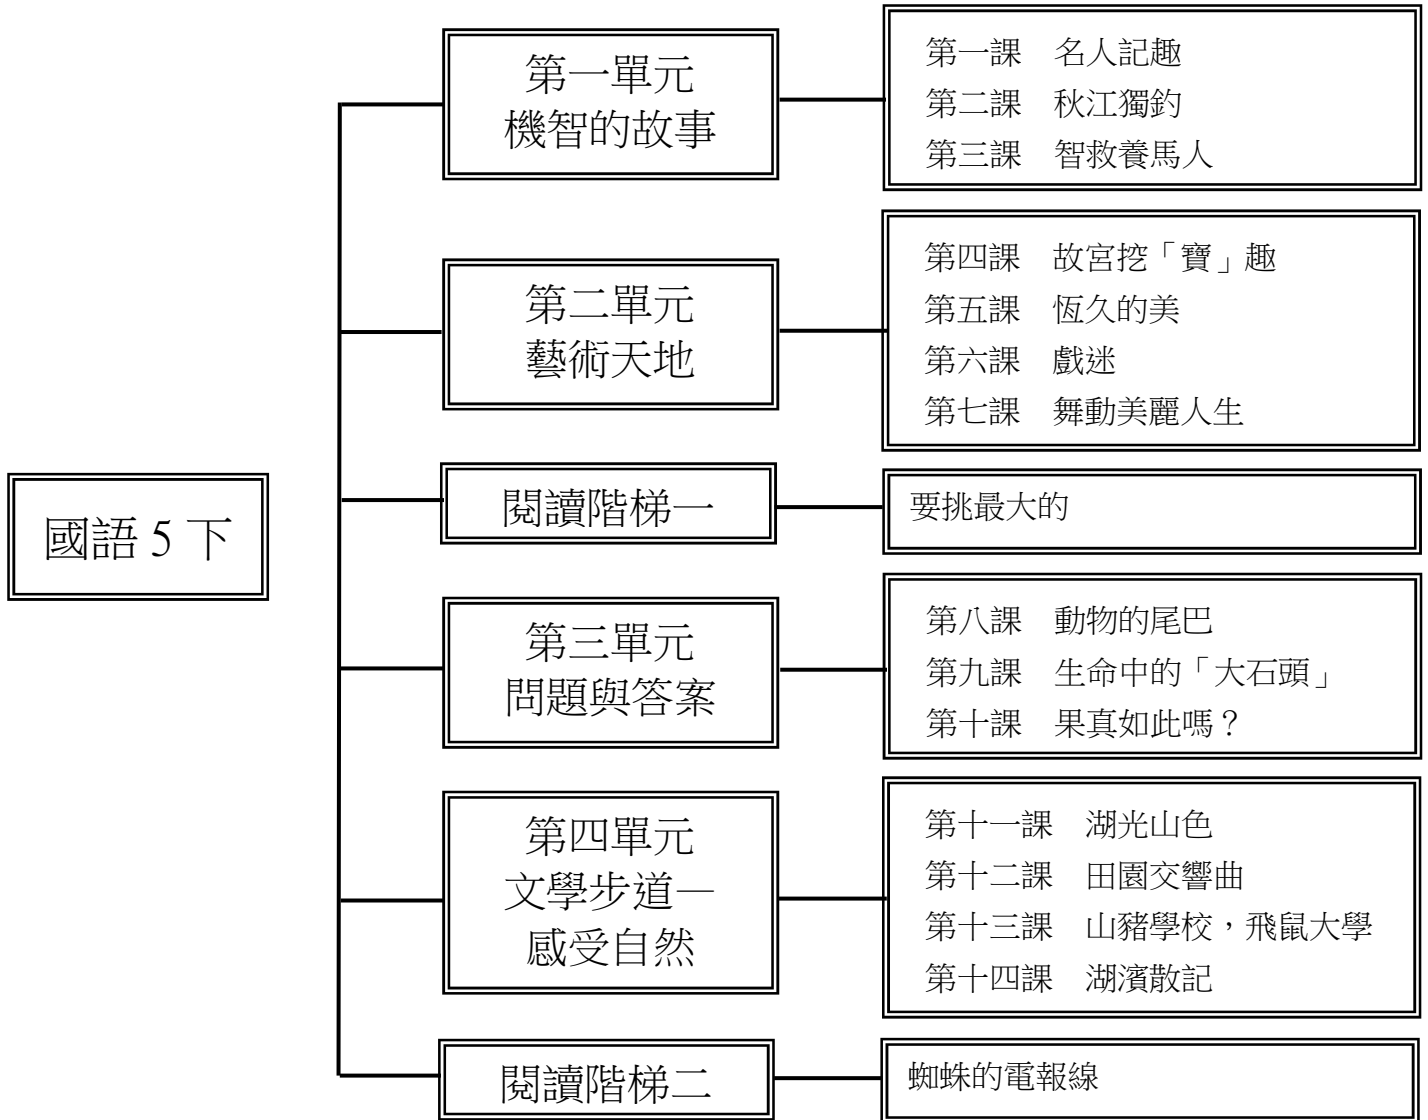 國語 5 下
第一單元
機智的故事
第一課　名人記趣
第二課　秋江獨釣
第三課　智救養馬人
第二單元
藝術天地
第四課　故宮挖「寶」趣
第五課　恆久的美
第六課　戲迷
第七課　舞動美麗人生
閱讀階梯一
要挑最大的
第三單元
問題與答案
第八課　動物的尾巴
第九課　生命中的「大石頭」
第十課　果真如此嗎？
第四單元
文學步道—
感受自然
第十一課　湖光山色
第十二課　田園交響曲
第十三課　山豬學校，飛鼠大學
第十四課　湖濱散記
閱讀階梯二
蜘蛛的電報線